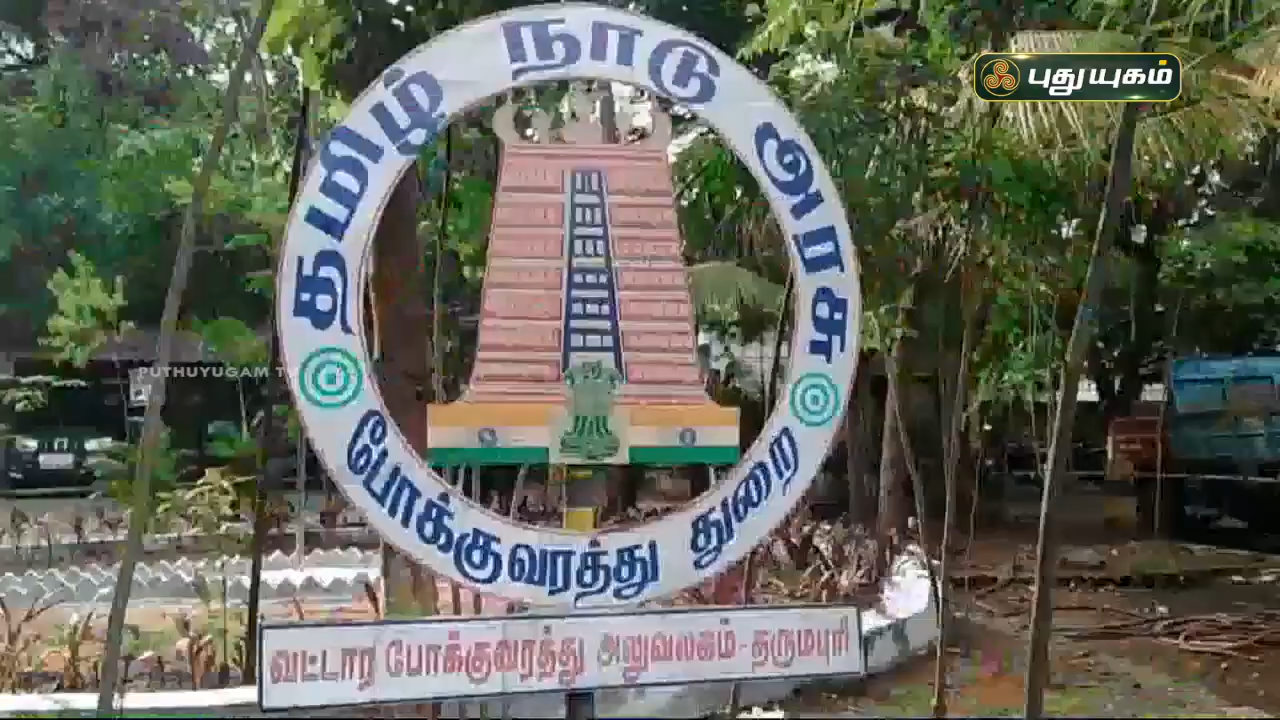 புதுயுகம்
தமிழ் நாடு அரசு
PUTHUYUGAM TV
போக்குவரத்து துறை
வட்டார போக்குவரத்து அலுவலகம் - தருமபுரி